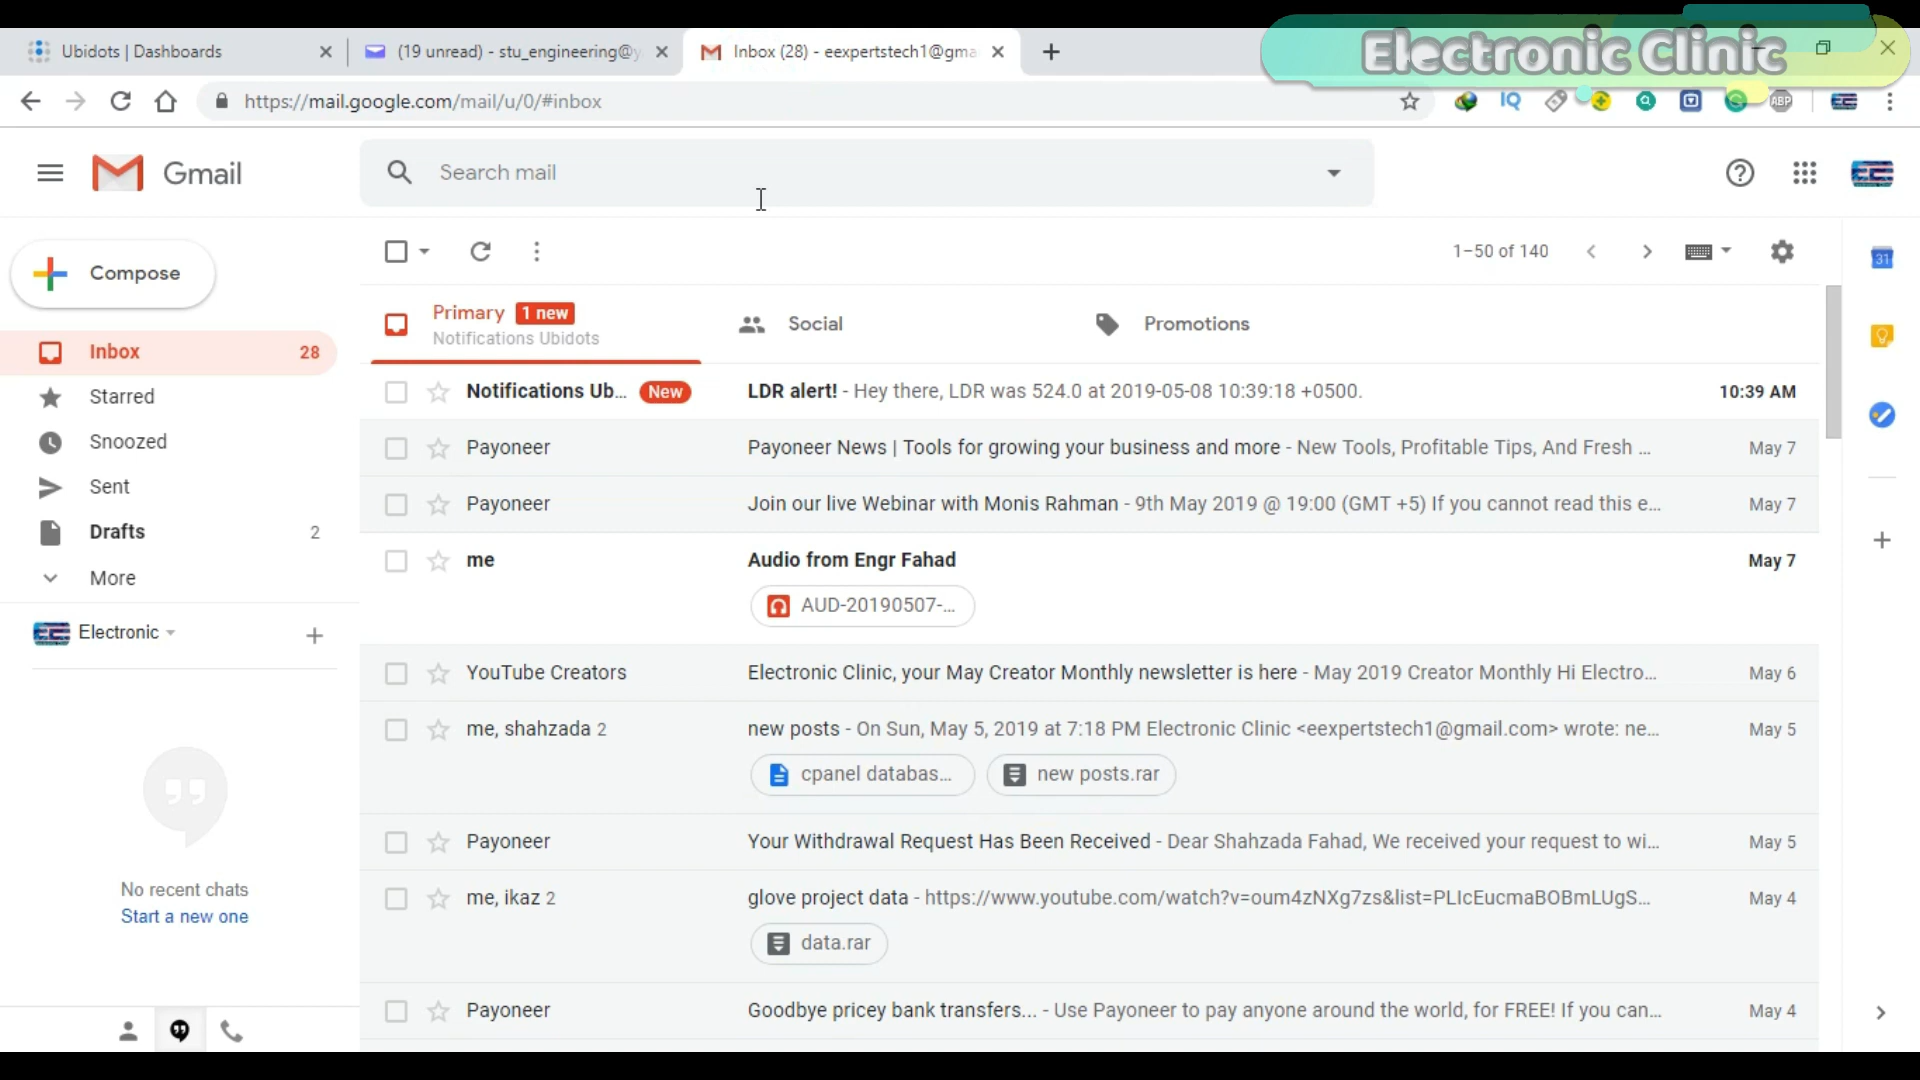 Electronic Clinic
Ubidots | Dashboards
(19 unread) - stu_engineering@y
Inbox (28) - eexpertstech1@gma
https://mail.google.com/mail/u/0/#inbox
IQ
ABP
Gmail
Search mail
Compose
1–50 of 140
31
Primary 1 new
Notifications Ubidots
Social
Promotions
Inbox 28
Starred
Snoozed
Sent
Drafts 2
More
Electronic
No recent chats
Start a new one
Notifications Ub... New LDR alert! - Hey there, LDR was 524.0 at 2019-05-08 10:39:18 +0500. 10:39 AM
Payoneer Payoneer News | Tools for growing your business and more - New Tools, Profitable Tips, And Fresh ... May 7
Payoneer Join our live Webinar with Monis Rahman - 9th May 2019 @ 19:00 (GMT +5) If you cannot read this e... May 7
me Audio from Engr Fahad May 7
AUD-20190507-...
YouTube Creators Electronic Clinic, your May Creator Monthly newsletter is here - May 2019 Creator Monthly Hi Electro... May 6
me, shahzada 2 new posts - On Sun, May 5, 2019 at 7:18 PM Electronic Clinic <eexpertstech1@gmail.com> wrote: ne... May 5
cpanel databas... new posts.rar
Payoneer Your Withdrawal Request Has Been Received - Dear Shahzada Fahad, We received your request to wi... May 5
me, ikaz 2 glove project data - https://www.youtube.com/watch?v=oum4zNXg7zs&list=PLIcEucmaBOBmLUgS... May 4
data.rar
Payoneer Goodbye pricey bank transfers... - Use Payoneer to pay anyone around the world, for FREE! If you can... May 4